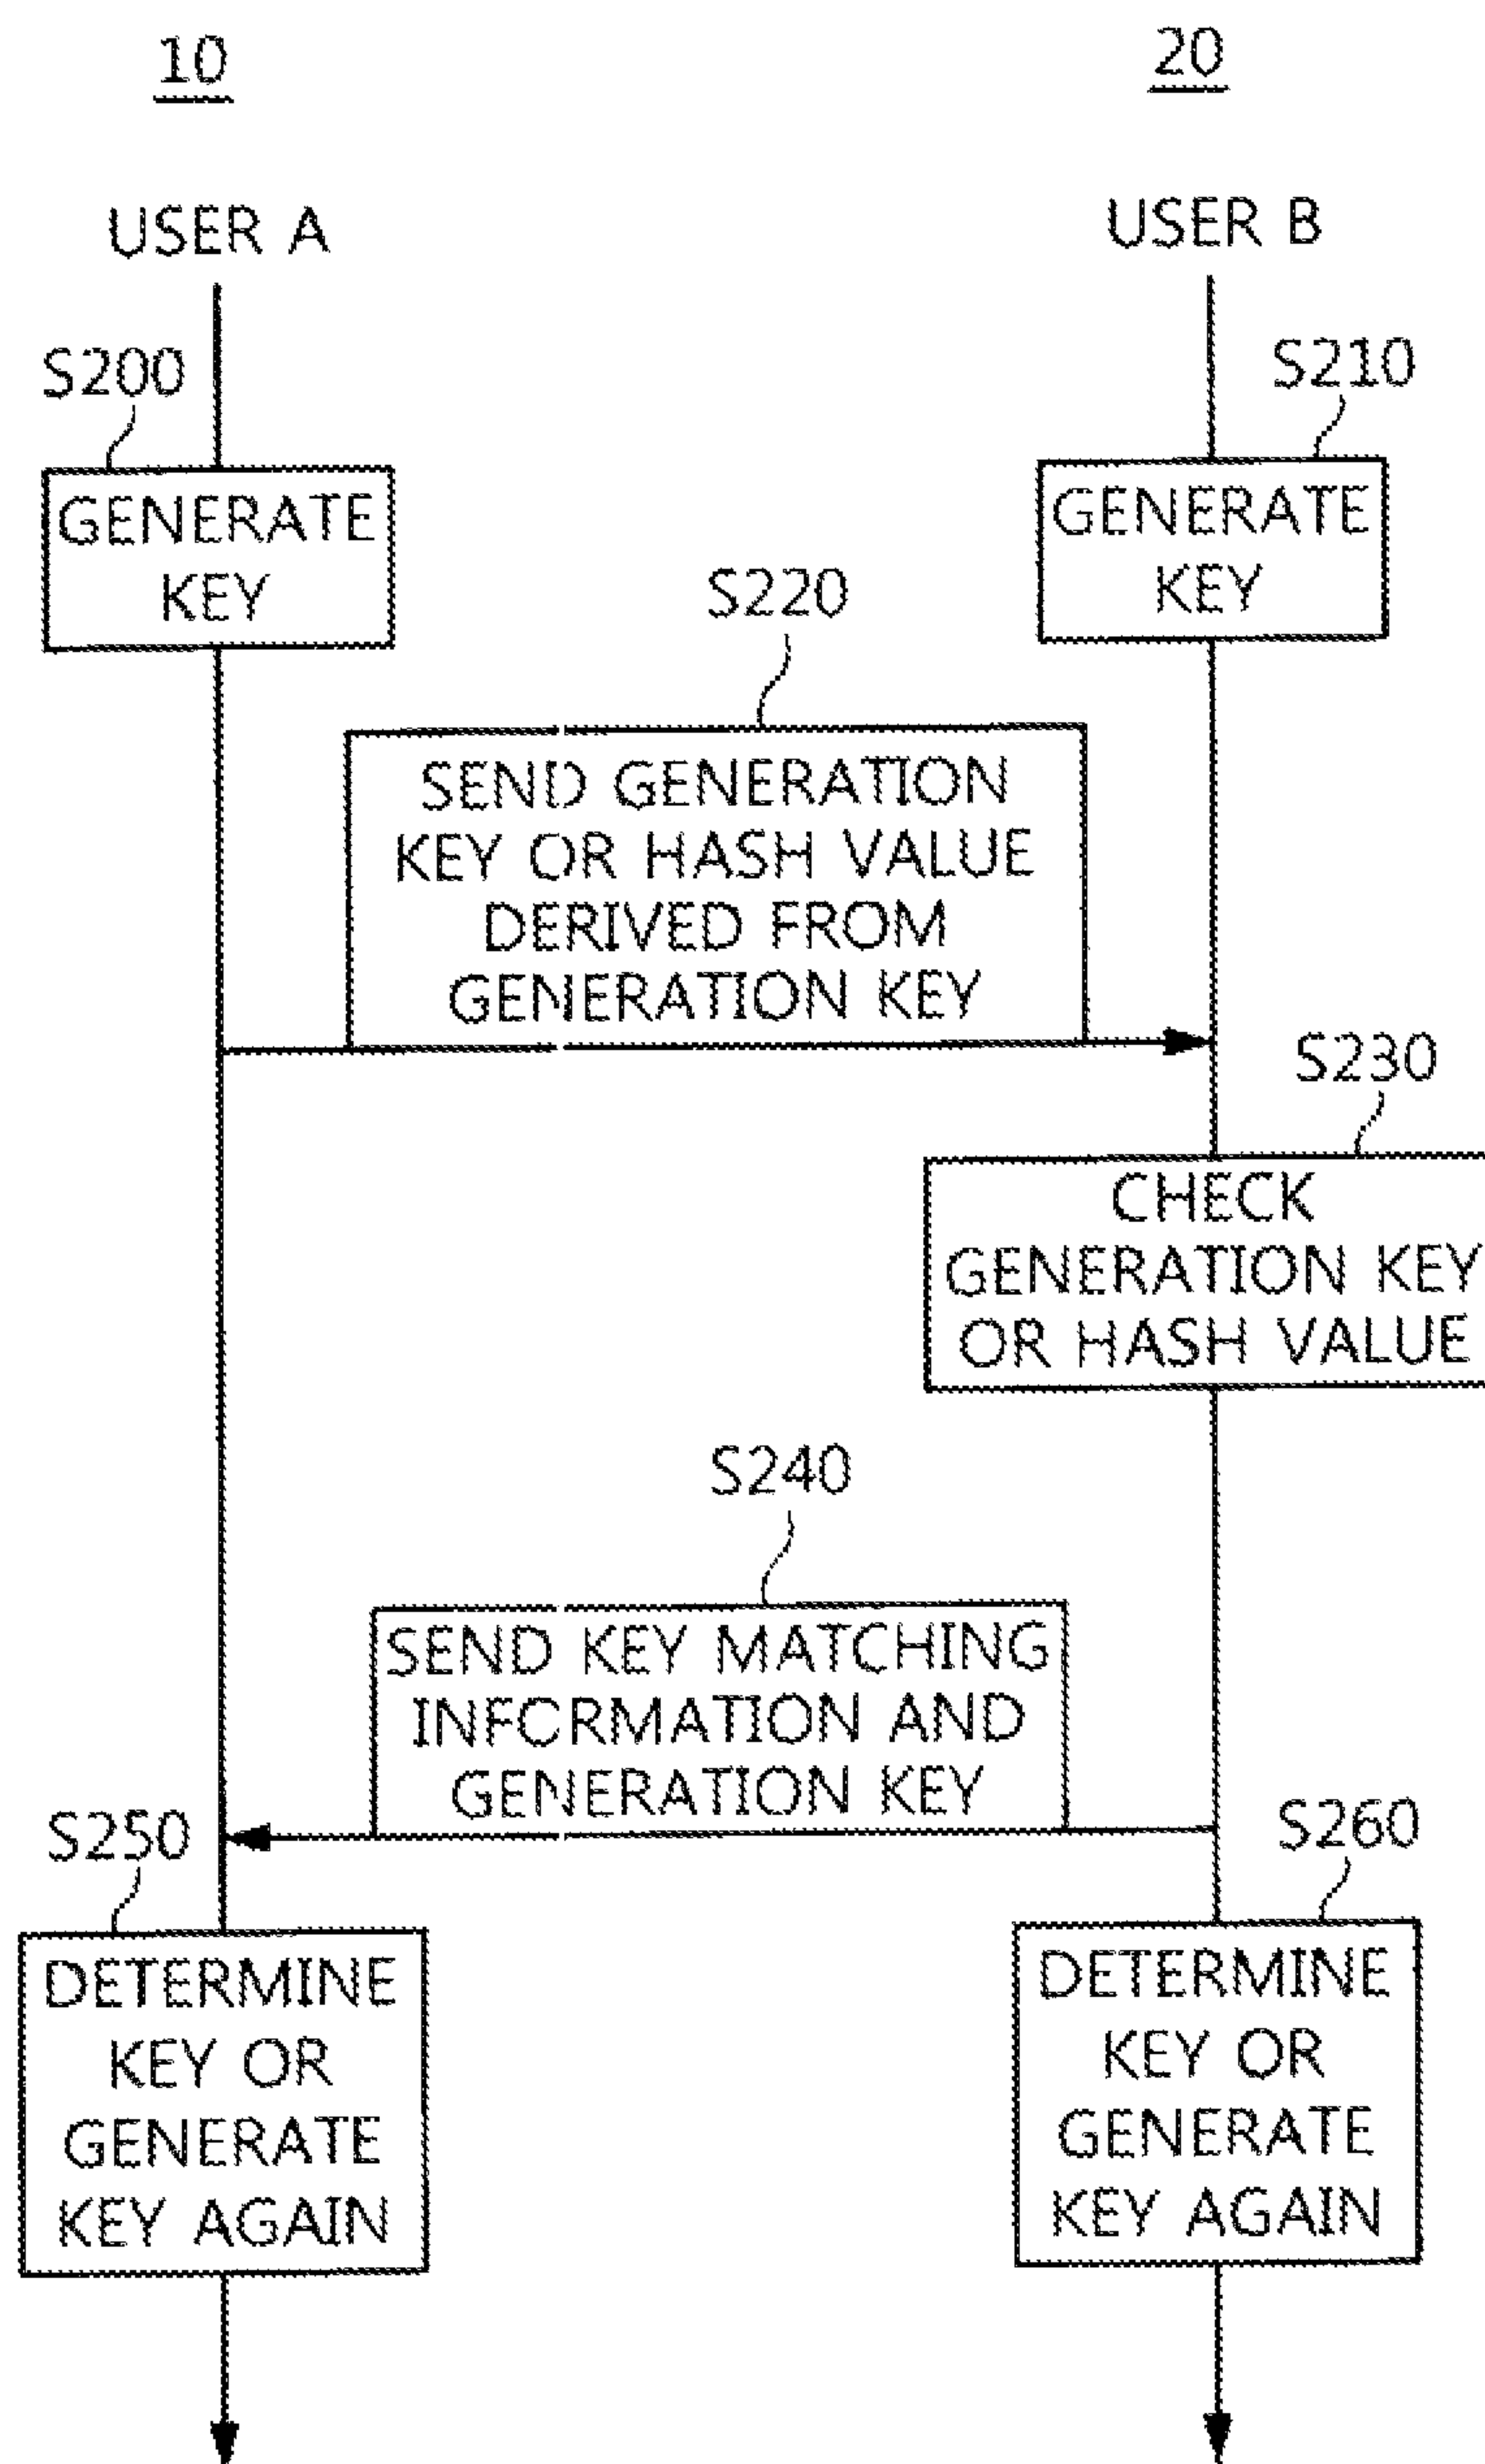 10
20
USER A
USER B
S200
S210
GENERATE
KEY
GENERATE
KEY
S220
SEND GENERATION
KEY OR HASH VALUE
DERIVED FROM
GENERATION KEY
S230
CHECK
GENERATION KEY
OR HASH VALUE
S240
SEND KEY MATCHING
INFORMATION AND
GENERATION KEY
S250
S260
DETERMINE
KEY OR
GENERATE
KEY AGAIN
DETERMINE
KEY OR
GENERATE
KEY AGAIN